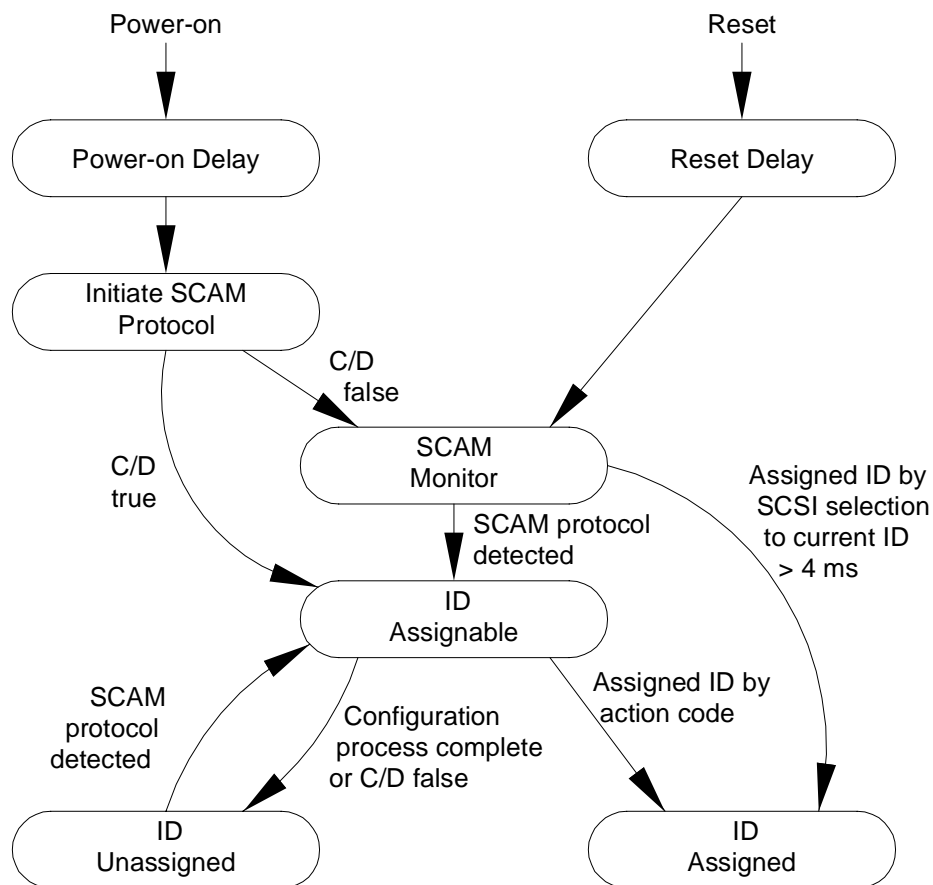 Power-on
Reset
Power-on Delay
Reset Delay
Initiate SCAM
Protocol
C/D
false
C/D
true
SCAM
Monitor
Assigned ID by
SCSI selection
to current ID
> 4 ms
SCAM protocol
detected
ID
Assignable
SCAM
protocol
detected
Configuration
process complete
or C/D false
Assigned ID by
action code
ID
Unassigned
ID
Assigned